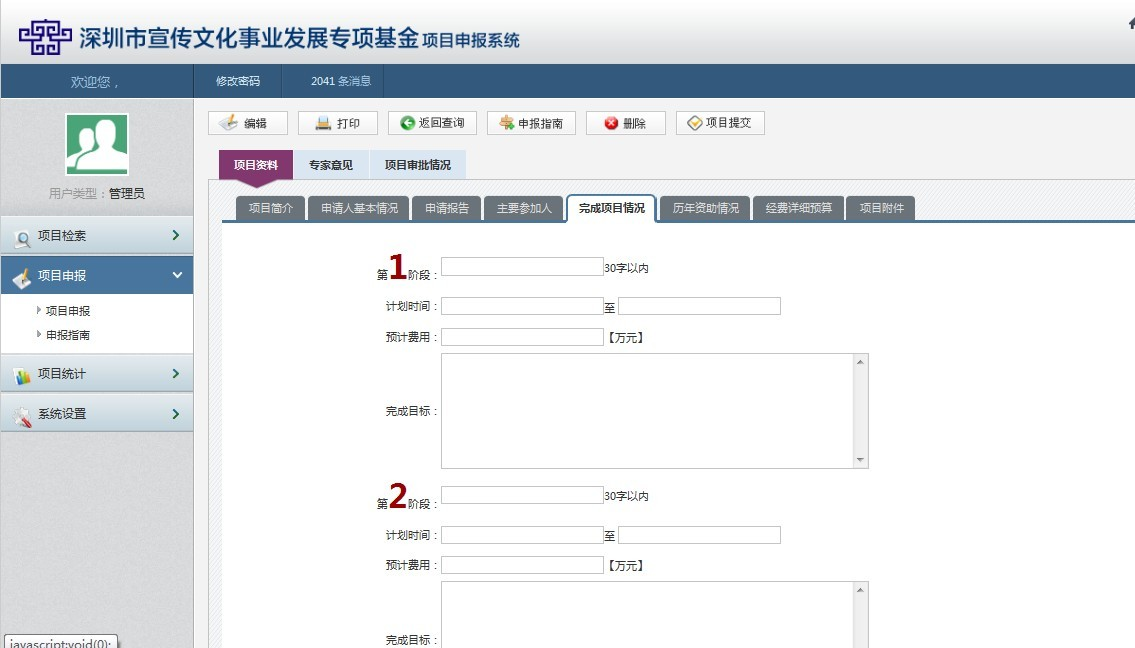 深圳市宣传文化事业发展专项基金项目申报系统
欢迎您， 修改密码 2041 条消息
编辑 打印 返回查询 申报指南 删除 项目提交
项目资料 专家意见 项目审批情况
用户类型：管理员
项目简介 申请人基本情况 申请报告 主要参加人 完成项目情况 历年资助情况 经费详细预算 项目附件
项目检索
项目申报
项目申报
申报指南
项目统计
系统设置
第1阶段： 30字以内
计划时间： 至
预计费用： 【万元】
完成目标：
第2阶段： 30字以内
计划时间： 至
预计费用： 【万元】
完成目标：
javascript:void(0);